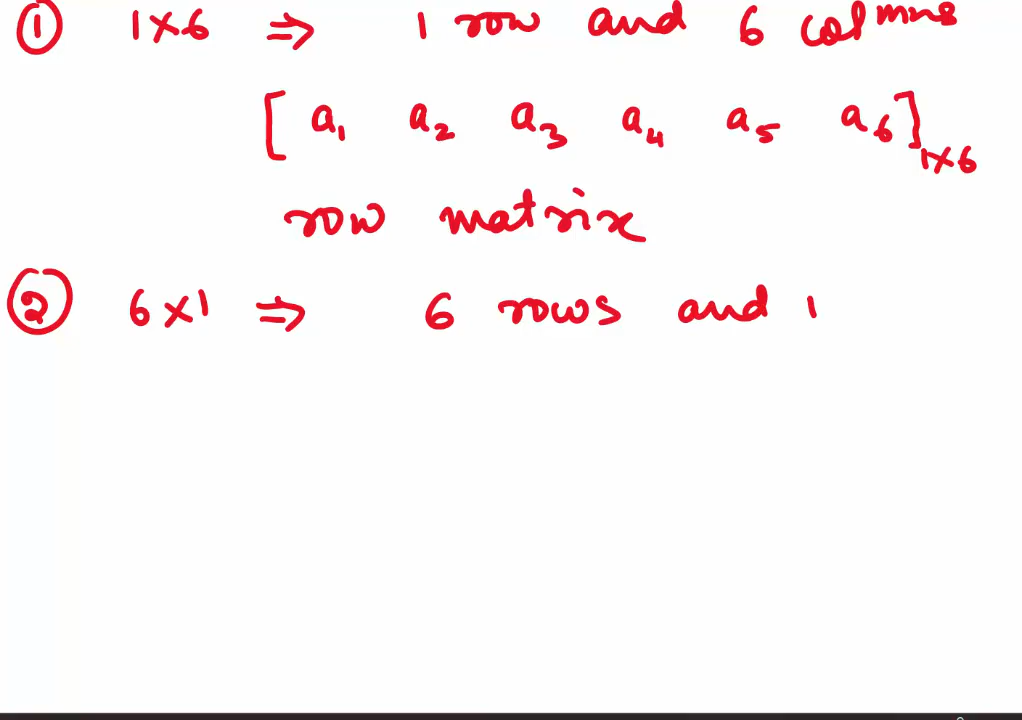 ① 1×6 ⇒ 1 row and 6 colmns
[ a₁ a₂ a₃ a₄ a₅ a₆ ]₁ₓ₆
row matrix
② 6×1 ⇒ 6 rows and 1